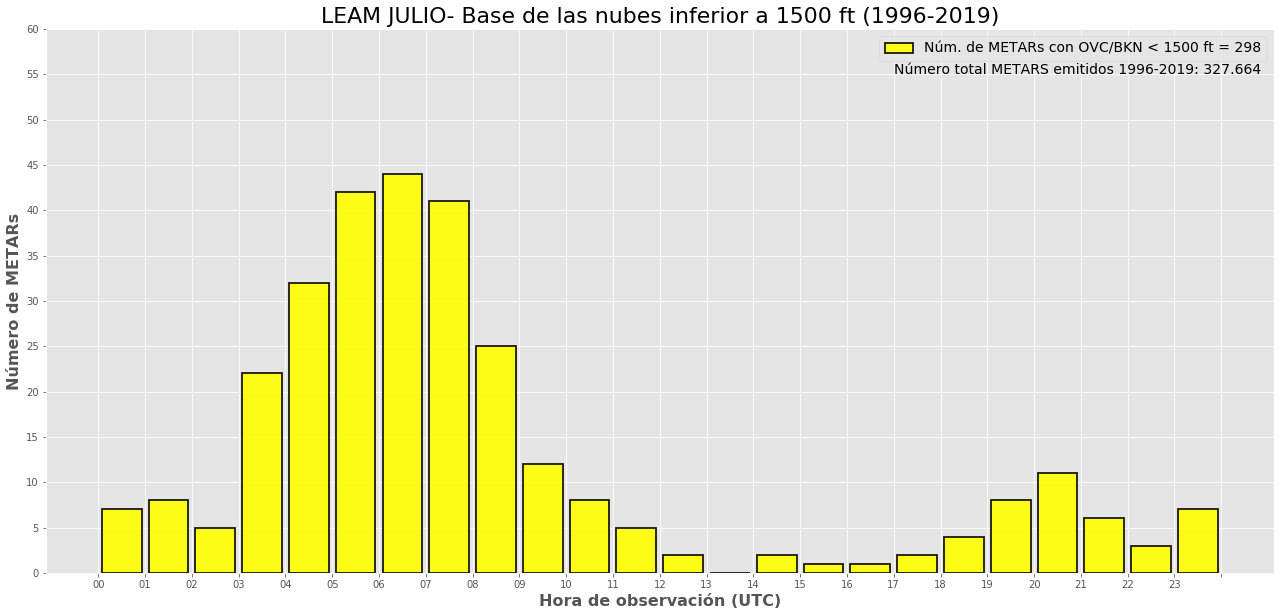 LEAM JULIO- Base de las nubes inferior a 1500 ft (1996-2019)
Núm. de METARs con OVC/BKN < 1500 ft = 298
Número total METARS emitidos 1996-2019: 327.664
Número de METARs
60
55
50
45
40
35
30
25
20
15
10
5
0
00 01 02 03 04 05 06 07 08 09 10 11 12 13 14 15 16 17 18 19 20 21 22 23
Hora de observación (UTC)